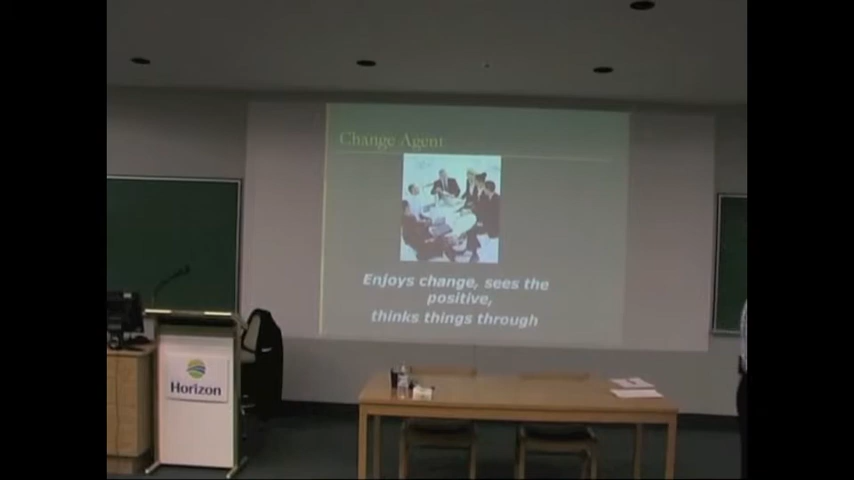 Change Agent
Enjoys change, sees the
positive,
thinks things through
Horizon